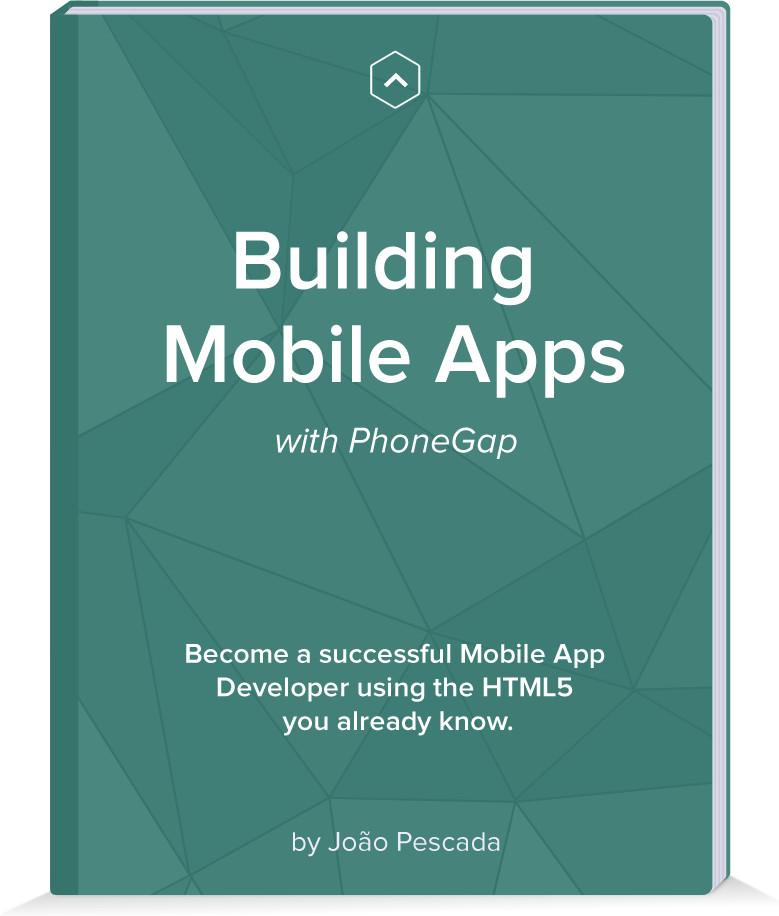 Building
Mobile Apps
with PhoneGap
Become a successful Mobile App
Developer using the HTML5
you already know.
by João Pescada